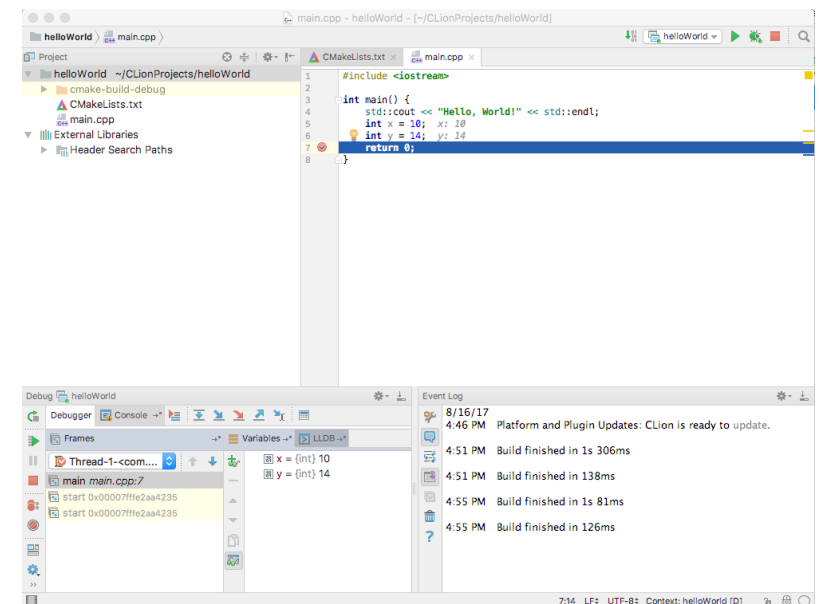 main.cpp - helloWorld - [~/CLionProjects/helloWorld]
helloWorld main.cpp helloWorld
Project
helloWorld ~/CLionProjects/helloWorld
cmake-build-debug
CMakeLists.txt
main.cpp
External Libraries
Header Search Paths
CMakeLists.txt × main.cpp ×
1 #include <iostream>
2
3 int main() {
4 std::cout << "Hello, World!" << std::endl;
5 int x = 10; x: 10
6 int y = 14; y: 14
7 return 0;
8 }
Debug helloWorld
Debugger Console
Frames Variables LLDB
Thread-1-<com....
main main.cpp:7
start 0x00007fffe2aa4235
start 0x00007fffe2aa4235
x = {int} 10
y = {int} 14
Event Log
8/16/17
4:46 PM Platform and Plugin Updates: CLion is ready to update.
4:51 PM Build finished in 1s 306ms
4:51 PM Build finished in 138ms
4:55 PM Build finished in 1s 81ms
4:55 PM Build finished in 126ms
7:14 LF UTF-8 Context: helloWorld [D]